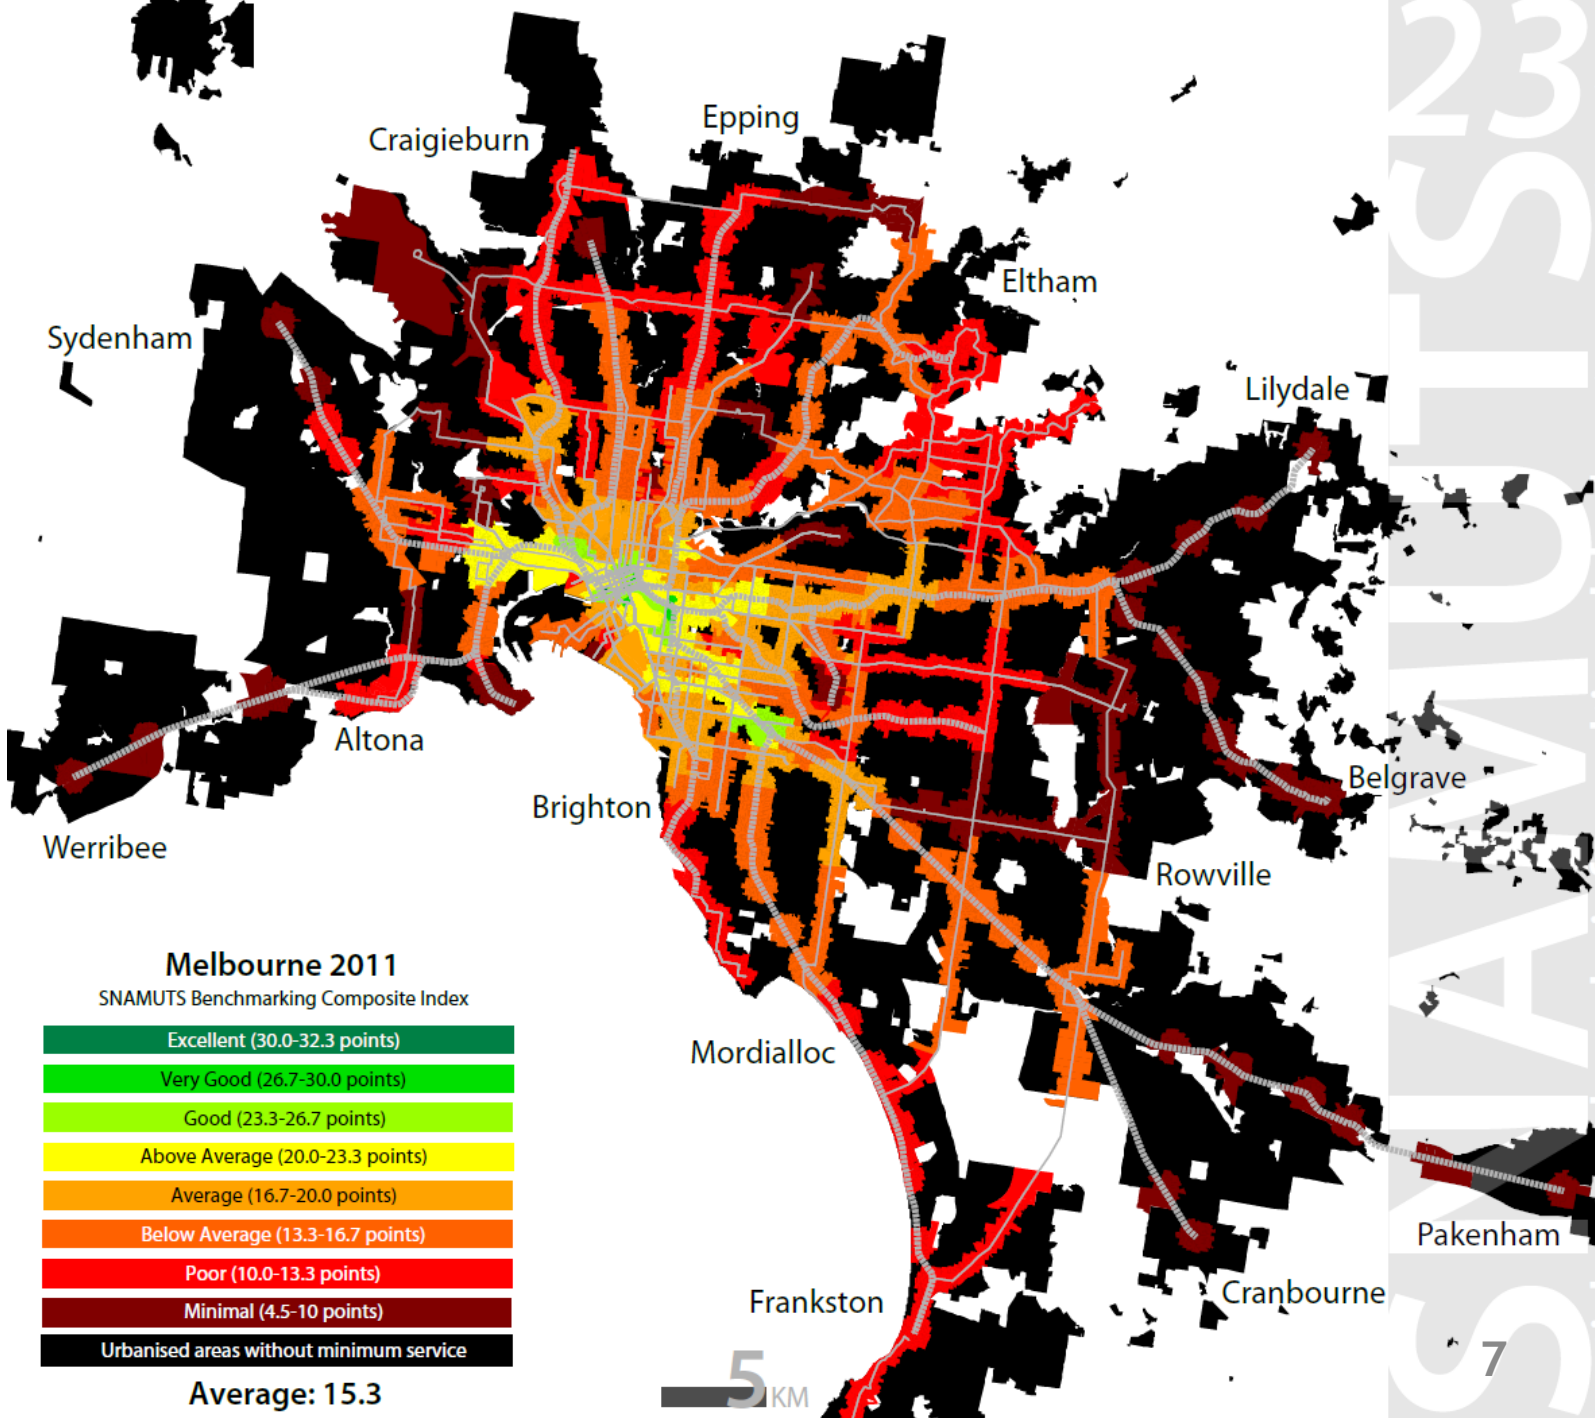 Craigieburn
Epping
Eltham
Sydenham
Lilydale
Altona
Werribee
Brighton
Belgrave
Rowville
Mordialloc
Pakenham
Cranbourne
Frankston
Melbourne 2011
SNAMUTS Benchmarking Composite Index
Excellent (30.0-32.3 points)
Very Good (26.7-30.0 points)
Good (23.3-26.7 points)
Above Average (20.0-23.3 points)
Average (16.7-20.0 points)
Below Average (13.3-16.7 points)
Poor (10.0-13.3 points)
Minimal (4.5-10 points)
Urbanised areas without minimum service
Average: 15.3
5 KM
SNAMUTS
23
7